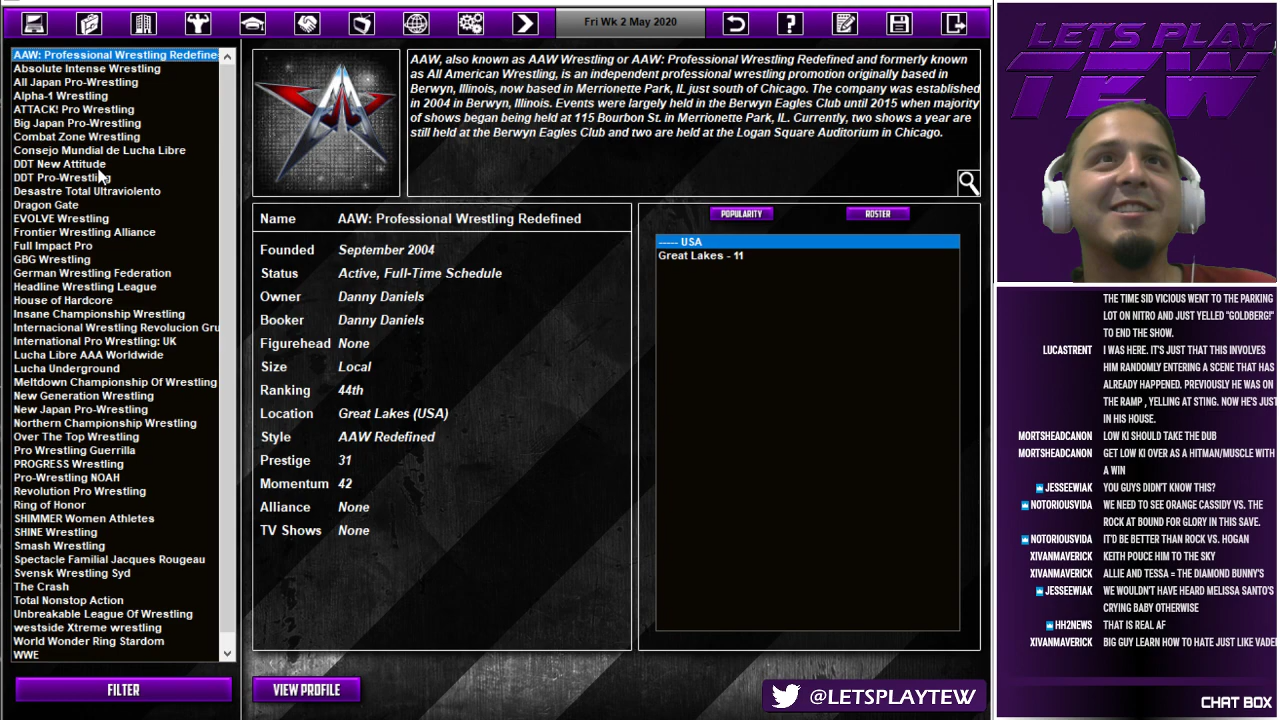 Fri Wk 2 May 2020
AAW: Professional Wrestling Redefine
Absolute Intense Wrestling
All Japan Pro-Wrestling
Alpha-1 Wrestling
ATTACK! Pro Wrestling
Big Japan Pro-Wrestling
Combat Zone Wrestling
Consejo Mundial de Lucha Libre
DDT New Attitude
DDT Pro-Wrestling
Desastre Total Ultraviolento
Dragon Gate
EVOLVE Wrestling
Frontier Wrestling Alliance
Full Impact Pro
GBG Wrestling
German Wrestling Federation
Headline Wrestling League
House of Hardcore
Insane Championship Wrestling
Internacional Wrestling Revolucion Gru
International Pro Wrestling: UK
Lucha Libre AAA Worldwide
Lucha Underground
Meltdown Championship Of Wrestling
New Generation Wrestling
New Japan Pro-Wrestling
Northern Championship Wrestling
Over The Top Wrestling
Pro Wrestling Guerrilla
PROGRESS Wrestling
Pro-Wrestling NOAH
Revolution Pro Wrestling
Ring of Honor
SHIMMER Women Athletes
SHINE Wrestling
Smash Wrestling
Spectacle Familial Jacques Rougeau
Svensk Wrestling Syd
The Crash
Total Nonstop Action
Unbreakable League Of Wrestling
westside Xtreme wrestling
World Wonder Ring Stardom
WWE
FILTER
AAW, also known as AAW Wrestling or AAW: Professional Wrestling Redefined and formerly known
as All American Wrestling, is an independent professional wrestling promotion originally based in
Berwyn, Illinois, now based in Merrionette Park, IL just south of Chicago. The company was established
in 2004 in Berwyn, Illinois. Events were largely held in the Berwyn Eagles Club until 2015 when majority
of shows began being held at 115 Bourbon St. in Merrionette Park, IL. Currently, two shows a year are
still held at the Berwyn Eagles Club and two are held at the Logan Square Auditorium in Chicago.
Name AAW: Professional Wrestling Redefined
Founded September 2004
Status Active, Full-Time Schedule
Owner Danny Daniels
Booker Danny Daniels
Figurehead None
Size Local
Ranking 44th
Location Great Lakes (USA)
Style AAW Redefined
Prestige 31
Momentum 42
Alliance None
TV Shows None
VIEW PROFILE
POPULARITY ROSTER
----- USA
Great Lakes - 11
@LETSPLAYTEW
LETS PLAY
TEW
THE TIME SID VICIOUS WENT TO THE PARKING
LOT ON NITRO AND JUST YELLED "GOLDBERG!"
TO END THE SHOW.
LUCASTRENT I WAS HERE. IT'S JUST THAT THIS INVOLVES
HIM RANDOMLY ENTERING A SCENE THAT HAS
ALREADY HAPPENED. PREVIOUSLY HE WAS ON
THE RAMP , YELLING AT STING. NOW HE'S JUST
IN HIS HOUSE.
MORTSHEADCANON LOW KI SHOULD TAKE THE DUB
MORTSHEADCANON GET LOW KI OVER AS A HITMAN/MUSCLE WITH
A WIN
JESSEEWIAK YOU GUYS DIDN'T KNOW THIS?
NOTORIOUSVIDA WE NEED TO SEE ORANGE CASSIDY VS. THE
ROCK AT BOUND FOR GLORY IN THIS SAVE.
NOTORIOUSVIDA IT'D BE BETTER THAN ROCK VS. HOGAN
XIVANMAVERICK KEITH POUCE HIM TO THE SKY
XIVANMAVERICK ALLIE AND TESSA = THE DIAMOND BUNNY'S
JESSEEWIAK WE WOULDN'T HAVE HEARD MELISSA SANTO'S
CRYING BABY OTHERWISE
HH2NEWS THAT IS REAL AF
XIVANMAVERICK BIG GUY LEARN HOW TO HATE JUST LIKE VADE
CHAT BOX